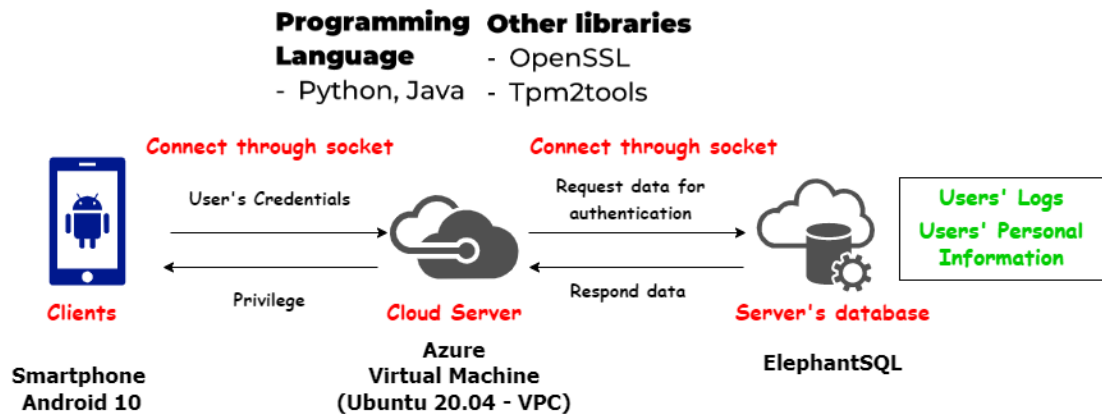 Programming
Language
- Python, Java
Other libraries
- OpenSSL
- Tpm2tools
Connect through socket
Connect through socket
User's Credentials
Request data for
authentication
Users' Logs
Users' Personal
Information
Privilege
Respond data
Clients
Cloud Server
Server's database
Smartphone
Android 10
Azure
Virtual Machine
(Ubuntu 20.04 - VPC)
ElephantSQL